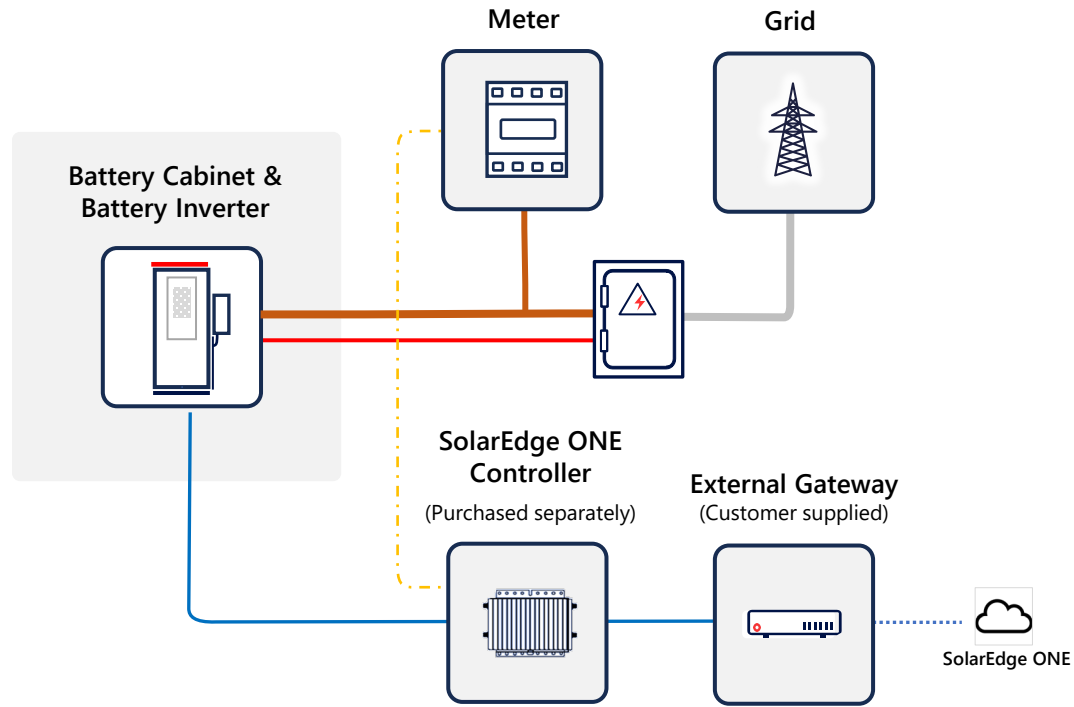 Meter
Grid
Battery Cabinet &
Battery Inverter
SolarEdge ONE
Controller
(Purchased separately)
External Gateway
(Customer supplied)
SolarEdge ONE